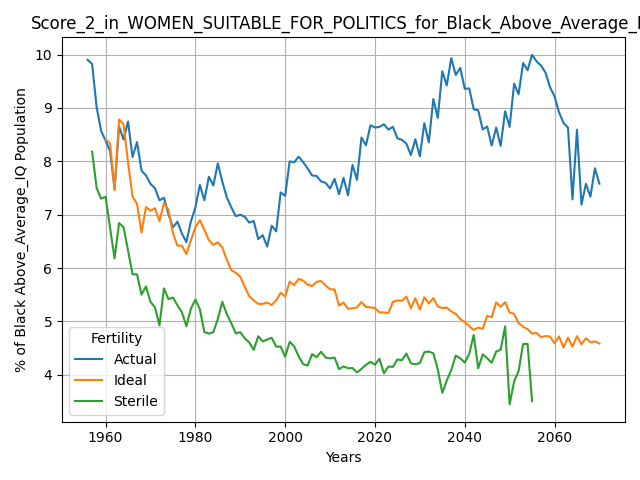 Score_2_in_WOMEN_SUITABLE_FOR_POLITICS_for_Black_Above_Average_I
% of Black Above_Average_IQ Population
10
9
8
7
6
5
4
Fertility
Actual
Ideal
Sterile
1960
1980
2000
2020
2040
2060
Years